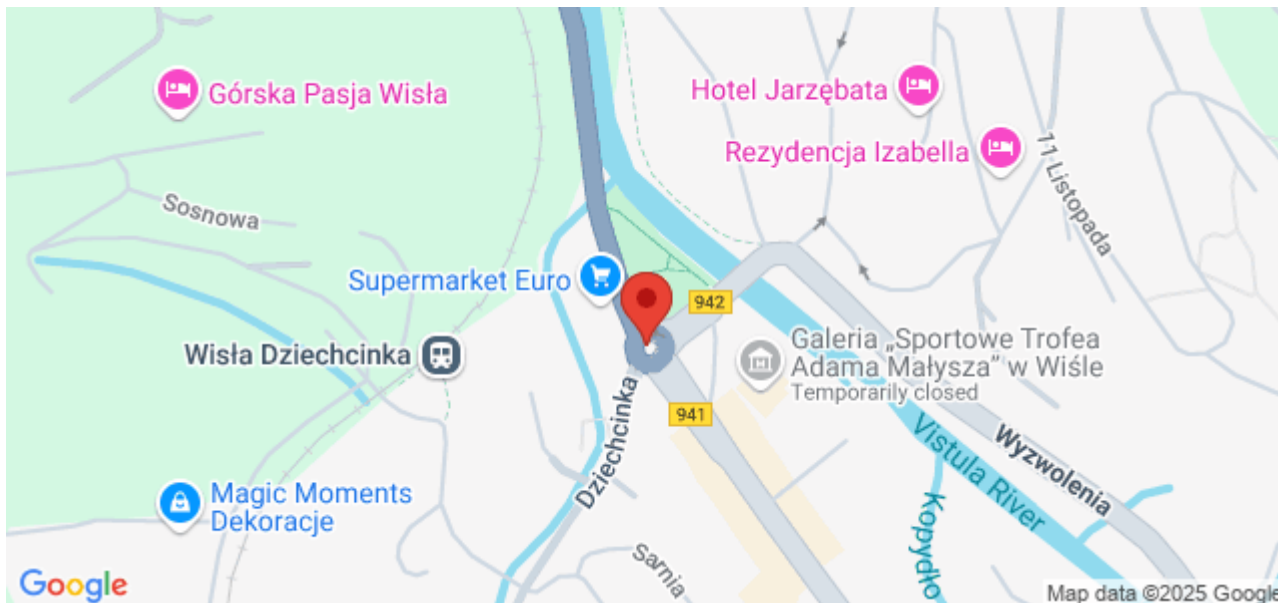 Górska Pasja Wisła
Hotel Jarzębata
Rezydencja Izabella
11 Listopada
Sosnowa
Supermarket Euro
942
Wisła Dziechcinka
Galeria „Sportowe Trofea
Adama Małysza” w Wiśle
Temporarily closed
941
Dziechcinka
Vistula River
Wyzwolenia
Magic Moments
Dekoracje
Kopydło
Sarnia
Google
Map data ©2025 Google